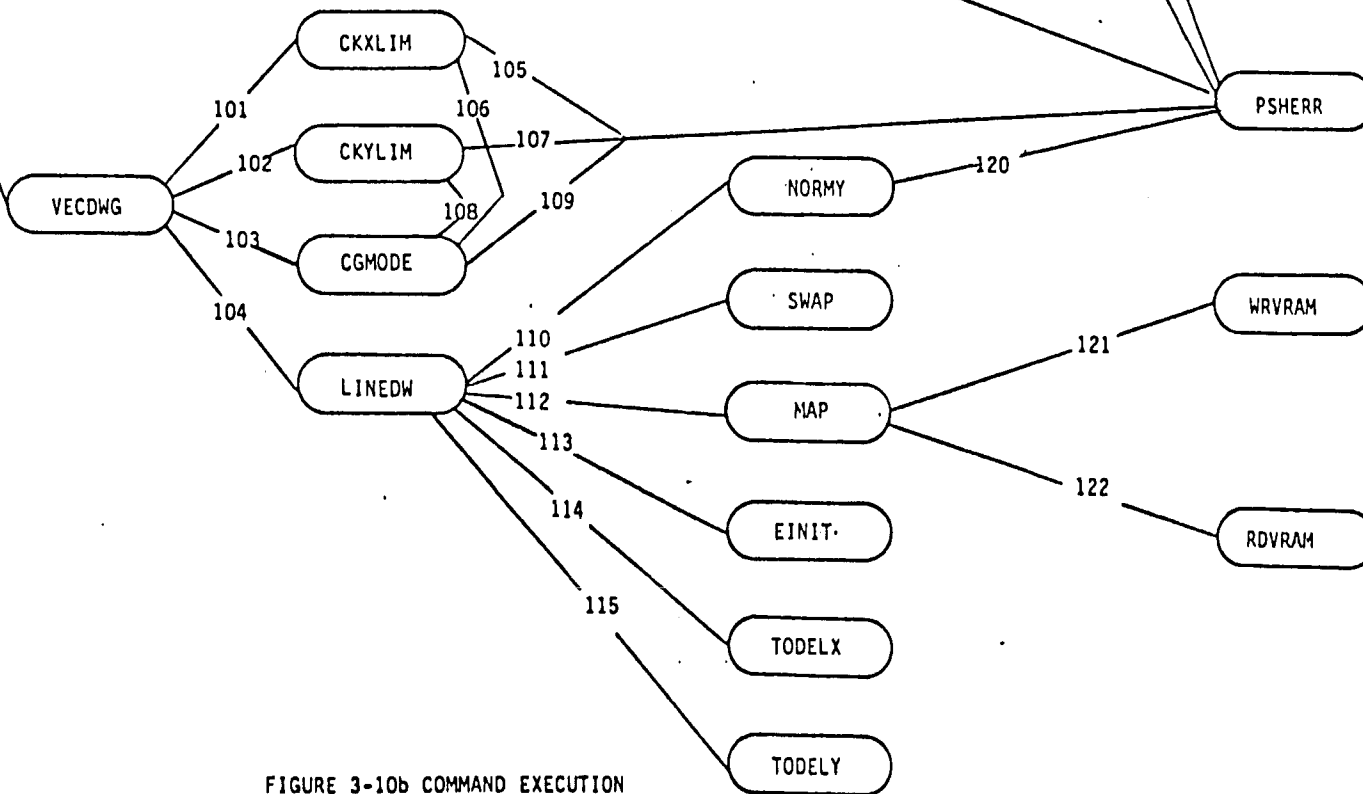 CKXLIM
105
PSHERR
101
106
107
CKYLIM
102
120
NORMY
VECDWG
108
109
103
CGMODE
SWAP
WRVRAM
104
110
121
111
LINEDW
112
MAP
113
122
114
EINIT
RDVRAM
115
TODELX
TODELY
FIGURE 3-10b COMMAND EXECUTION